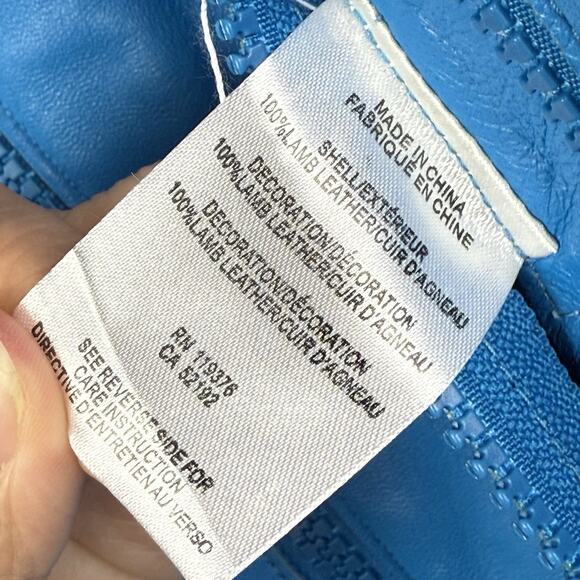 MADE IN CHINA
FABRIQUÉ EN CHINE
SHELL/EXTÉRIEUR
100%LAMB LEATHER/CUIR D'AGNEAU
DECORATION/DÉCORATION
100%LAMB LEATHER/CUIR D'AGNEAU
DECORATION/DÉCORATION
100%LAMB LEATHER/CUIR D'AGNEAU
RN 119376
CA 52192
SEE REVERSE SIDE FOR
CARE INSTRUCTION
DIRECTIVE D'ENTRETIEN AU VERSO